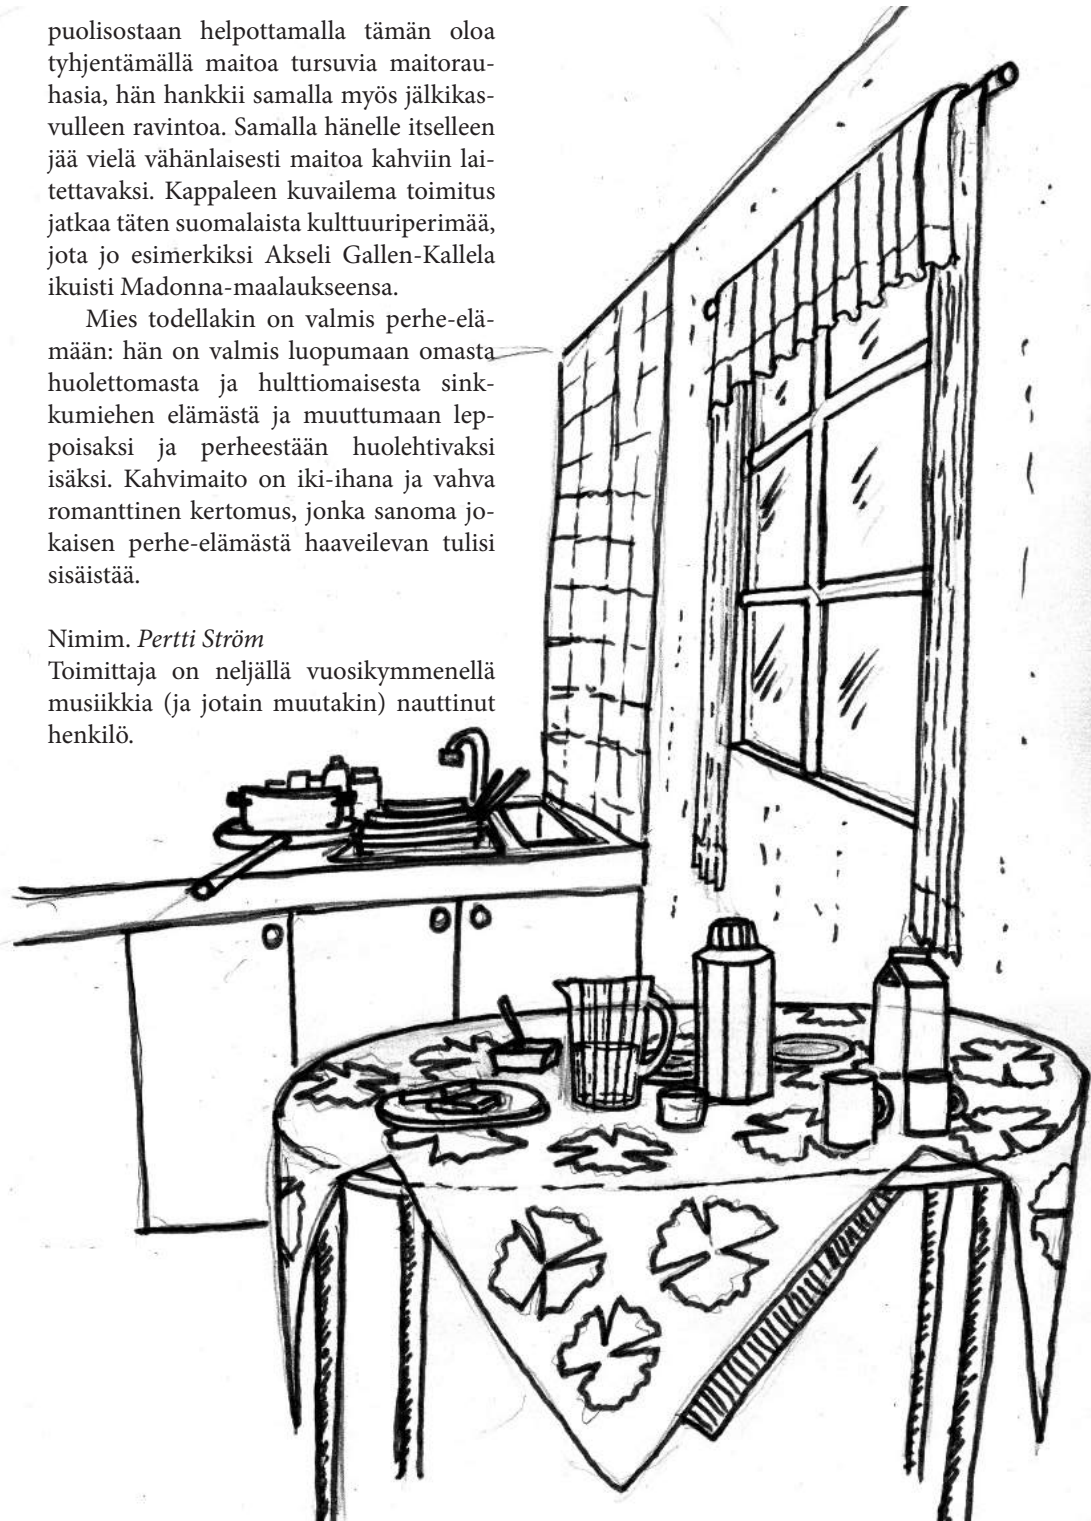 puolisostaan helpottamalla tämän oloa
tyhjentämällä maitoa tursuvia maitorau-
hasia, hän hankkii samalla myös jälkikas-
vulleen ravintoa. Samalla hänelle itselleen
jää vielä vähänlaisesti maitoa kahviin lai-
tettavaksi. Kappaleen kuvailema toimitus
jatkaa täten suomalaista kulttuuriperimää,
jota jo esimerkiksi Akseli Gallen-Kallela
ikuisti Madonna-maalaukseensa.
Mies todellakin on valmis perhe-elä-
mään: hän on valmis luopumaan omasta
huolettomasta ja hulttiomaisesta sink-
kumiehen elämästä ja muuttumaan lep-
poisaksi ja perheestään huolehtivaksi
isäksi. Kahvimaito on iki-ihana ja vahva
romanttinen kertomus, jonka sanoma jo-
kaisen perhe-elämästä haaveilevan tulisi
sisäistää.
Nimim. Pertti Ström
Toimittaja on neljällä vuosikymmenellä
musiikkia (ja jotain muutakin) nauttinut
henkilö.